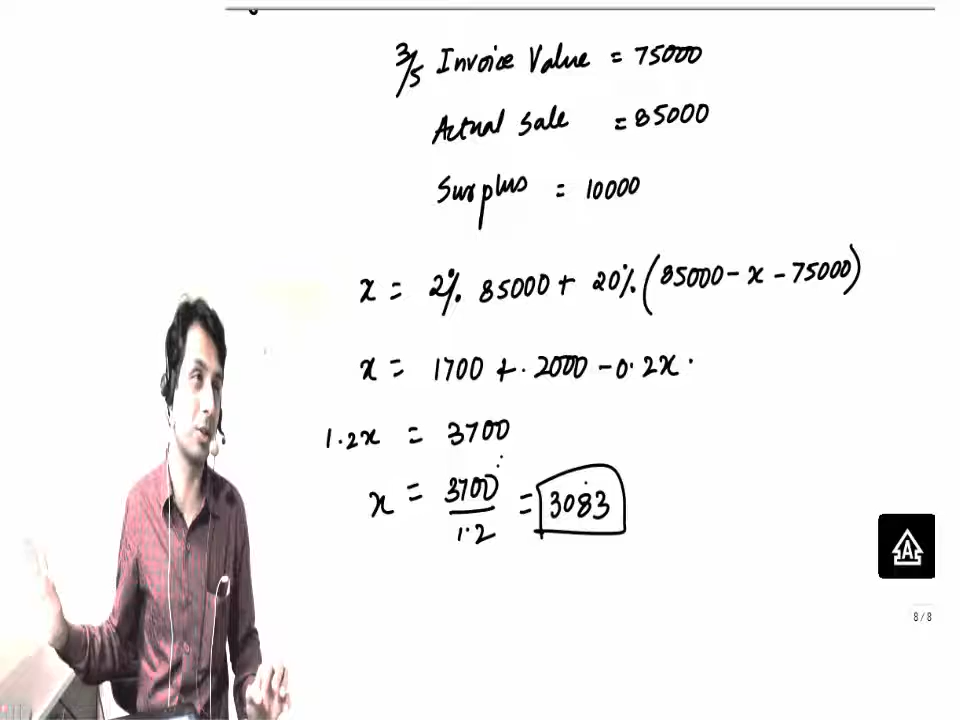 3/5 Invoice Value = 75000
Actual Sale = 85000
Surplus = 10000
x = 2% 85000 + 20% (85000 - x - 75000)
x = 1700 + 2000 - 0.2x
1.2x = 3700
x = 3700/1.2 = 3083
A
8/8